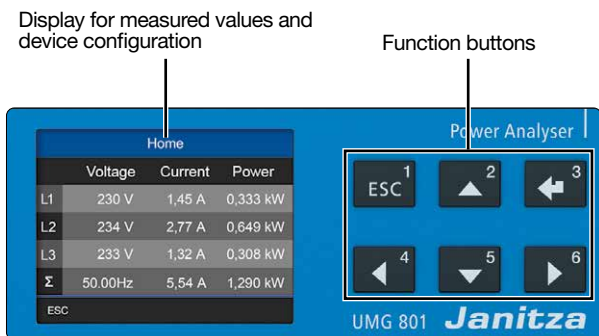 Display for measured values and
device configuration
Function buttons
Power Analyser
Home
Voltage Current Power
L1 230 V 1,45 A 0,333 kW
L2 234 V 2,77 A 0,649 kW
L3 233 V 1,32 A 0,308 kW
Σ 50.00Hz 5,54 A 1,290 kW
ESC
ESC 1
2
3
4
5
6
UMG 801 Janitza